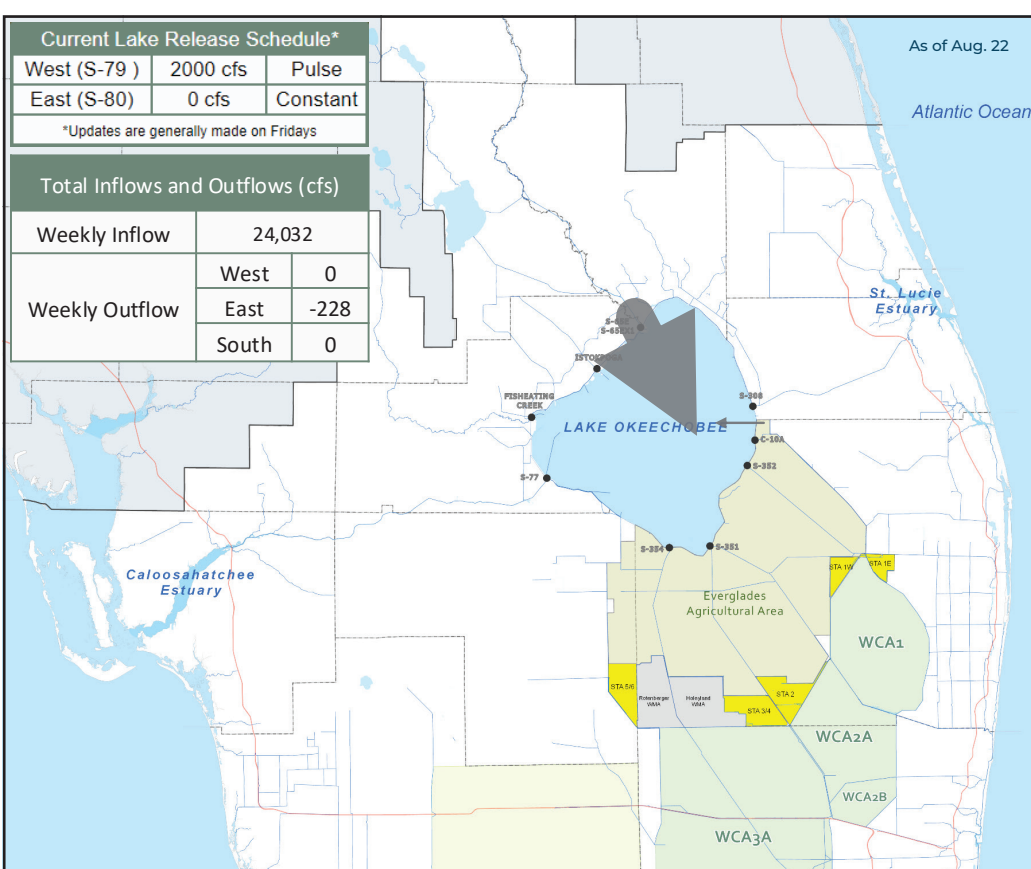 Current Lake Release Schedule*
West (S-79 ) 2000 cfs Pulse
East (S-80) 0 cfs Constant
*Updates are generally made on Fridays
Total Inflows and Outflows (cfs)
Weekly Inflow 24,032
Weekly Outflow West 0
East -228
South 0
As of Aug. 22
Atlantic Ocean
St. Lucie
Estuary
S-65EX1
FISHEATING
CREEK
S-308
LAKE OKEECHOBEE
C-10A
S-352
S-77
S-354
S-351
Caloosahatchee
Estuary
Everglades
Agricultural Area
STA 1W
STA 1E
WCA1
STA 5/6
Rotenberger
WMA
Holeyland
WMA
STA 2
STA 3/4
WCA2A
WCA2B
WCA3A